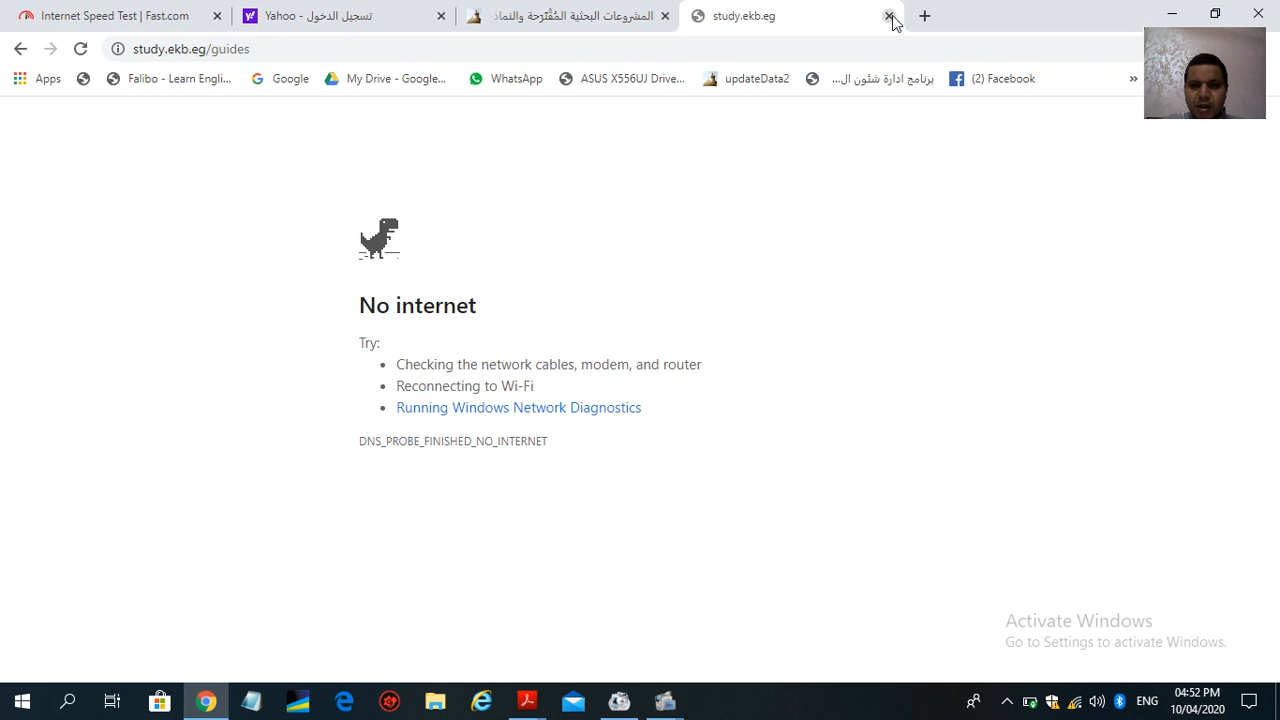 Internet Speed Test | Fast.com
Yahoo - تسجيل الدخول
المشروعات البحثية المُقْتَرَحة والنماذ
study.ekb.eg
study.ekb.eg/guides
Apps
Falibo - Learn Engli...
Google
My Drive - Google...
WhatsApp
ASUS X556UJ Drive...
updateData2
برنامج ادارة شئون ال...
(2) Facebook
»
No internet
Try:
• Checking the network cables, modem, and router
• Reconnecting to Wi-Fi
• Running Windows Network Diagnostics
DNS_PROBE_FINISHED_NO_INTERNET
Activate Windows
Go to Settings to activate Windows.
ENG
04:52 PM
10/04/2020